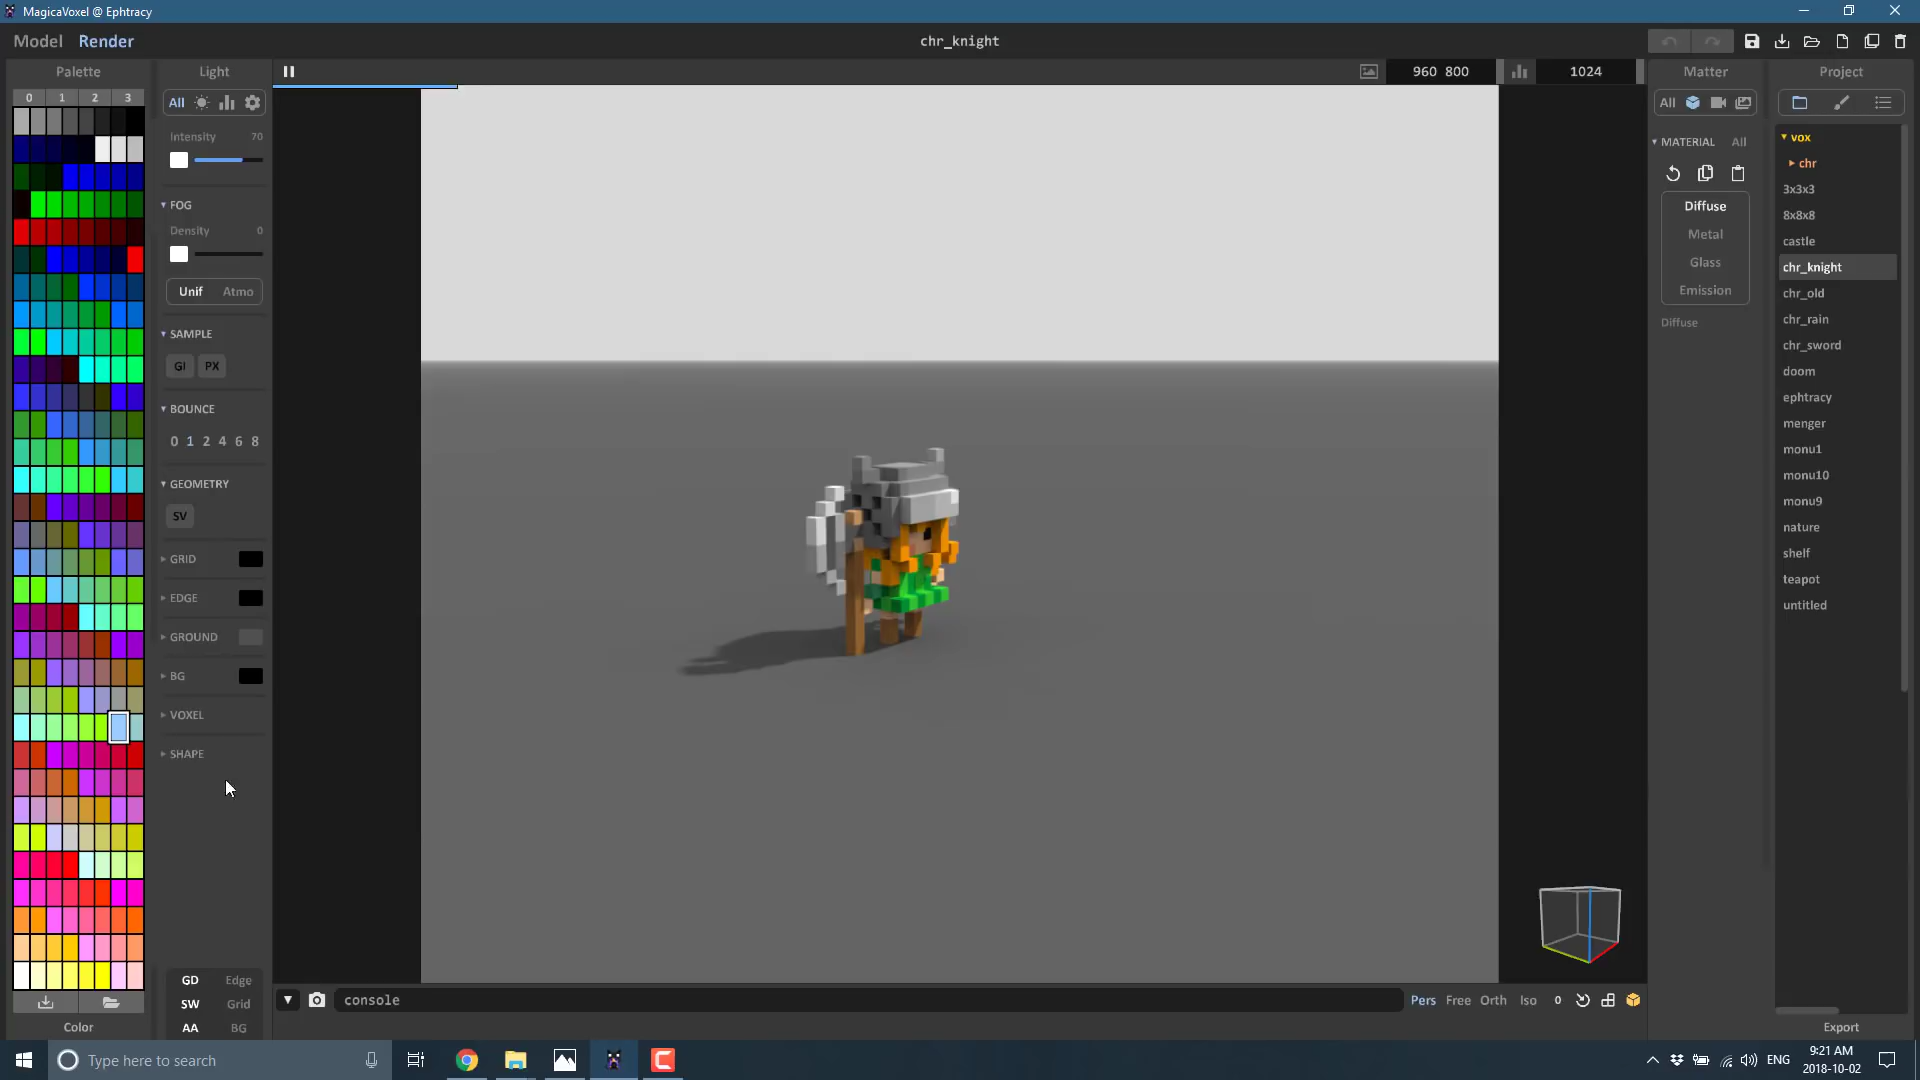 MagicaVoxel @ Ephtracy
Model Render
chr_knight
Palette
Light
960 800
1024
Matter
Project
0 1 2 3
All
All
Intensity 70
MATERIAL All
vox
chr
3x3x3
8x8x8
castle
chr_knight
chr_old
chr_rain
chr_sword
doom
ephtracy
menger
monu1
monu10
monu9
nature
shelf
teapot
untitled
FOG
Density 0
Unif Atmo
Diffuse
Metal
Glass
Emission
Diffuse
SAMPLE
GI PX
BOUNCE
0 1 2 4 6 8
GEOMETRY
SV
GRID
EDGE
GROUND
BG
VOXEL
SHAPE
GD Edge
SW Grid
AA BG
console
Pers Free Orth Iso 0
Color
Export
Type here to search
ENG
9:21 AM
2018-10-02